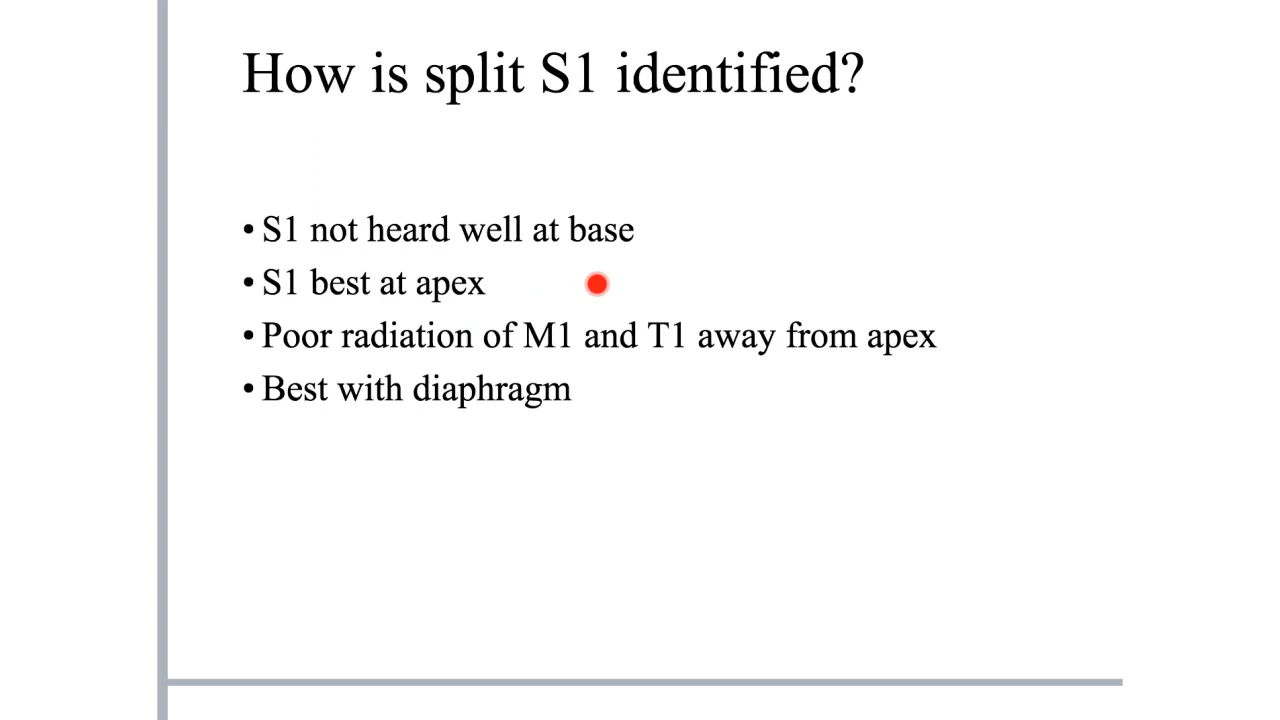 How is split S1 identified?
• S1 not heard well at base
• S1 best at apex
• Poor radiation of M1 and T1 away from apex
• Best with diaphragm